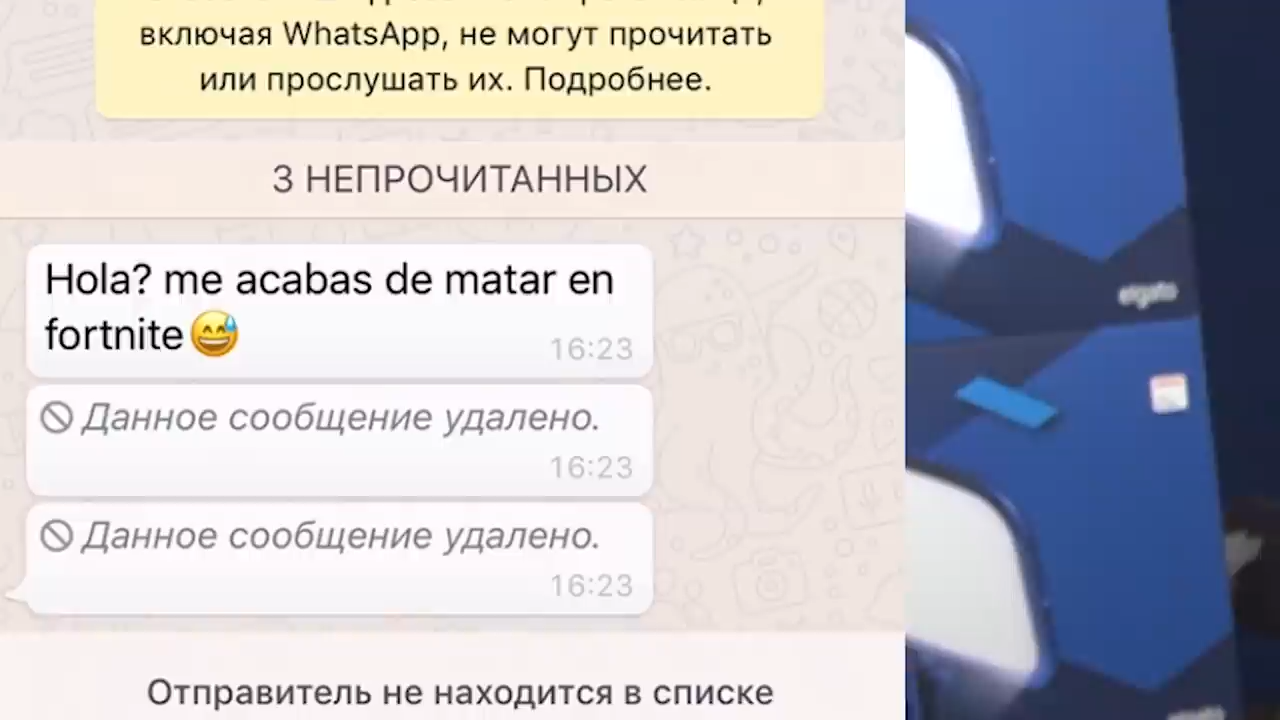 включая WhatsApp, не могут прочитать
или прослушать их. Подробнее.
3 НЕПРОЧИТАННЫХ
Hola? me acabas de matar en
fortnite😅
16:23
Данное сообщение удалено.
16:23
Данное сообщение удалено.
16:23
Отправитель не находится в списке
elgato